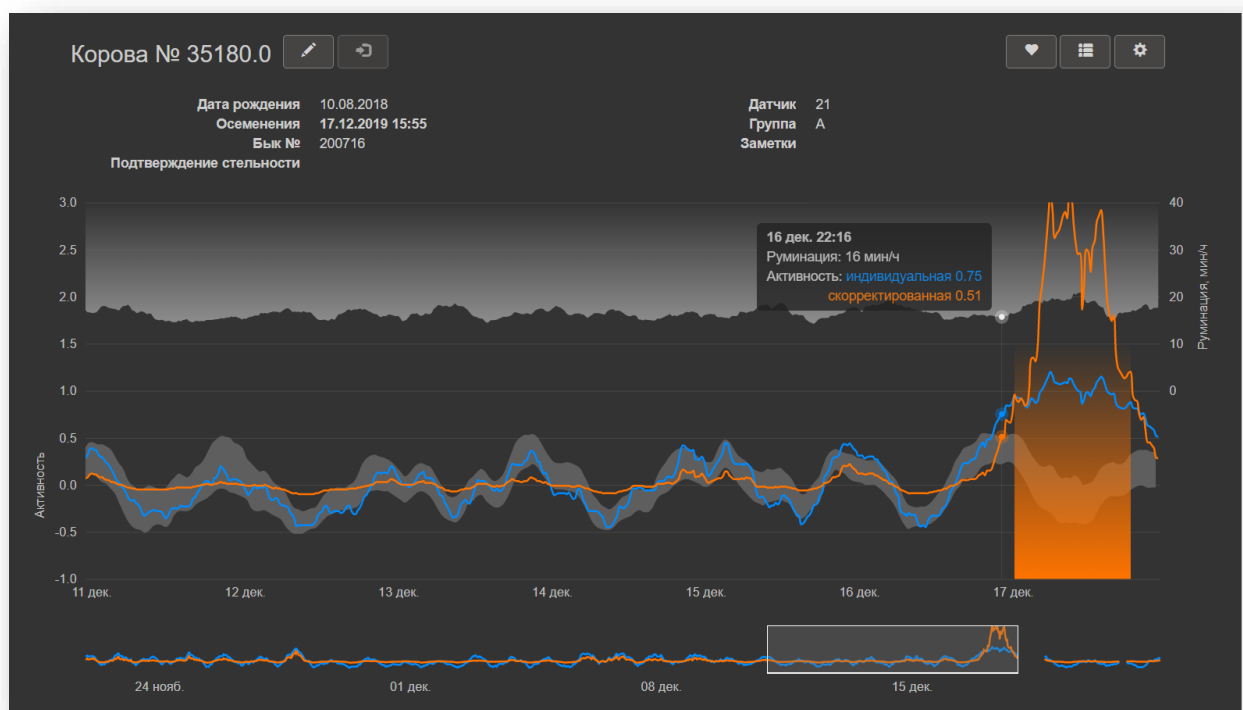 Корова № 35180.0
Дата рождения 10.08.2018
Осеменения 17.12.2019 15:55
Бык № 200716
Подтверждение стельности
Датчик 21
Группа A
Заметки
3.0
2.5
2.0
1.5
1.0
0.5
0.0
-0.5
-1.0
Активность
16 дек. 22:16
Руминация: 16 мин/ч
Активность: индивидуальная 0.75
скорректированная 0.51
40
30
20
10
0
Руминация, мин/ч
11 дек. 12 дек. 13 дек. 14 дек. 15 дек. 16 дек. 17 дек.
24 нояб. 01 дек. 08 дек. 15 дек.